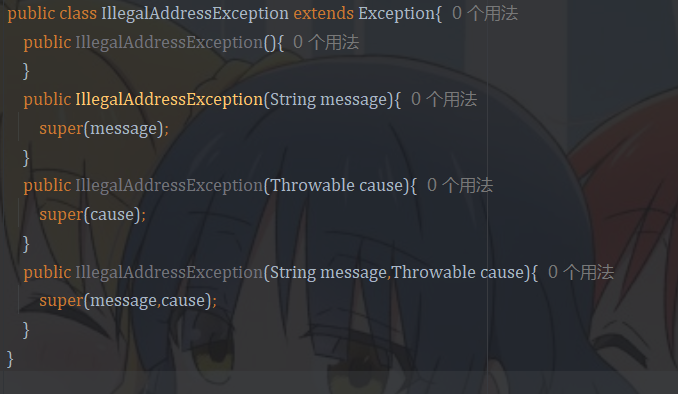 public class IllegalAddressException extends Exception{ 0 个用法
public IllegalAddressException(){ 0 个用法
}
public IllegalAddressException(String message){ 0 个用法
super(message);
}
public IllegalAddressException(Throwable cause){ 0 个用法
super(cause);
}
public IllegalAddressException(String message,Throwable cause){ 0 个用法
super(message,cause);
}
}